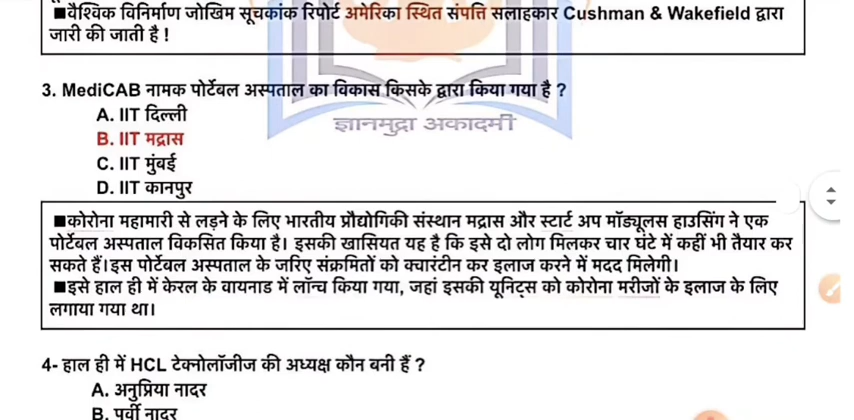 ■वैश्विक विनिर्माण जोखिम सूचकांक रिपोर्ट अमेरिका स्थित संपत्ति सलाहकार Cushman & Wakefield द्वारा
जारी की जाती है !
3. MediCAB नामक पोर्टेबल अस्पताल का विकास किसके द्वारा किया गया है ?
A. IIT दिल्ली
B. IIT मद्रास
C. IIT मुंबई
D. IIT कानपुर
ज्ञानमुद्रा अकादमी
■कोरोना महामारी से लड़ने के लिए भारतीय प्रौद्योगिकी संस्थान मद्रास और स्टार्ट अप मॉड्यूलस हाउसिंग ने एक
पोर्टेबल अस्पताल विकसित किया है। इसकी खासियत यह है कि इसे दो लोग मिलकर चार घंटे में कहीं भी तैयार कर
सकते हैं।इस पोर्टेबल अस्पताल के जरिए संक्रमितों को क्वारंटीन कर इलाज करने में मदद मिलेगी।
■इसे हाल ही में केरल के वायनाड में लॉन्च किया गया, जहां इसकी यूनिट्स को कोरोना मरीजों के इलाज के लिए
लगाया गया था।
4- हाल ही में HCL टेक्नोलॉजीज की अध्यक्ष कौन बनी हैं ?
A. अनुप्रिया नादर
B. पूर्वी नादर